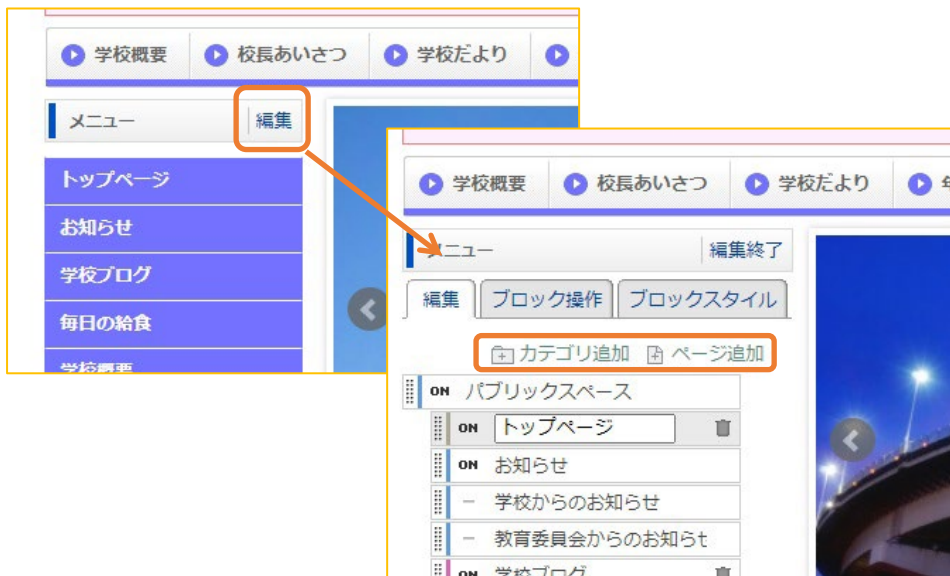 学校概要 校長あいさつ 学校だより
メニュー 編集
トップページ
お知らせ
学校ブログ
毎日の給食
学校概要
学校概要 校長あいさつ 学校だより
メニュー 編集終了
編集 ブロック操作 ブロックスタイル
カテゴリ追加 ページ追加
ON パブリックスペース
ON トップページ
ON お知らせ
− 学校からのお知らせ
− 教育委員会からのお知らせ
ON 学校ブログ